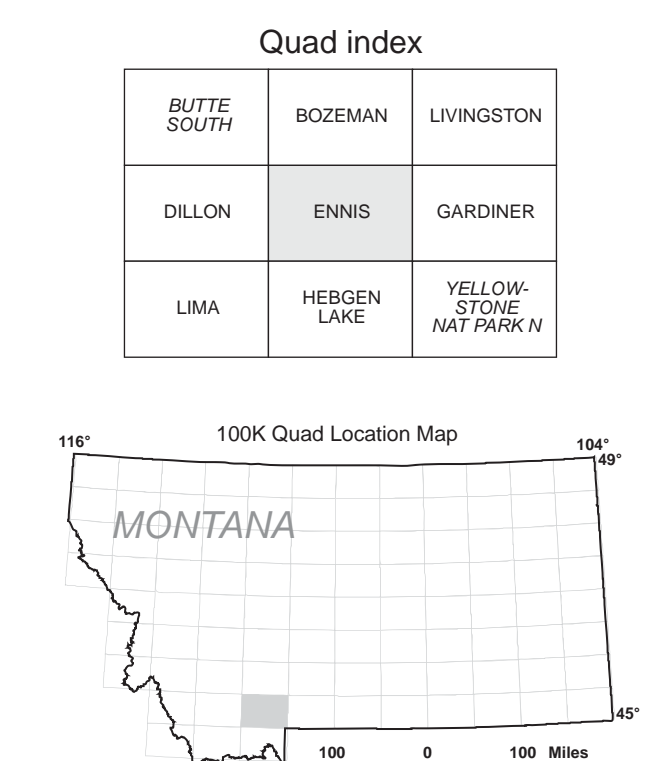 Quad index
BUTTE
SOUTH
BOZEMAN
LIVINGSTON
DILLON
ENNIS
GARDINER
LIMA
HEBGEN
LAKE
YELLOW-
STONE
NAT PARK N
100K Quad Location Map
116°
104°
49°
MONTANA
45°
100 0 100 Miles